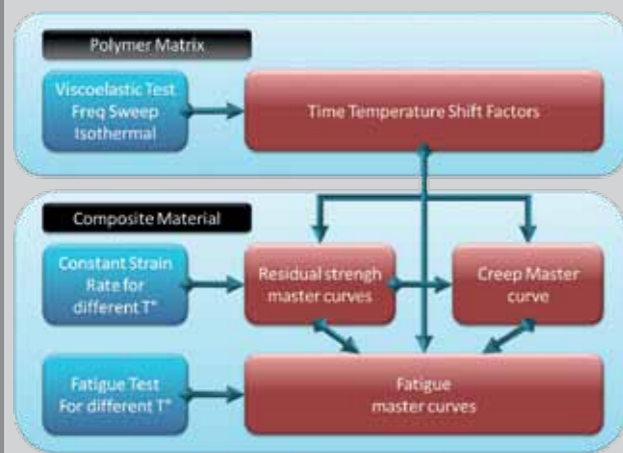 Polymer Matrix
Viscoelastic Test
Freq Sweep
Isothermal
Time Temperature Shift Factors
Composite Material
Constant Strain
Rate for
different T°
Residual strengh
master curves
Creep Master
curve
Fatigue Test
For different T°
Fatigue
master curves